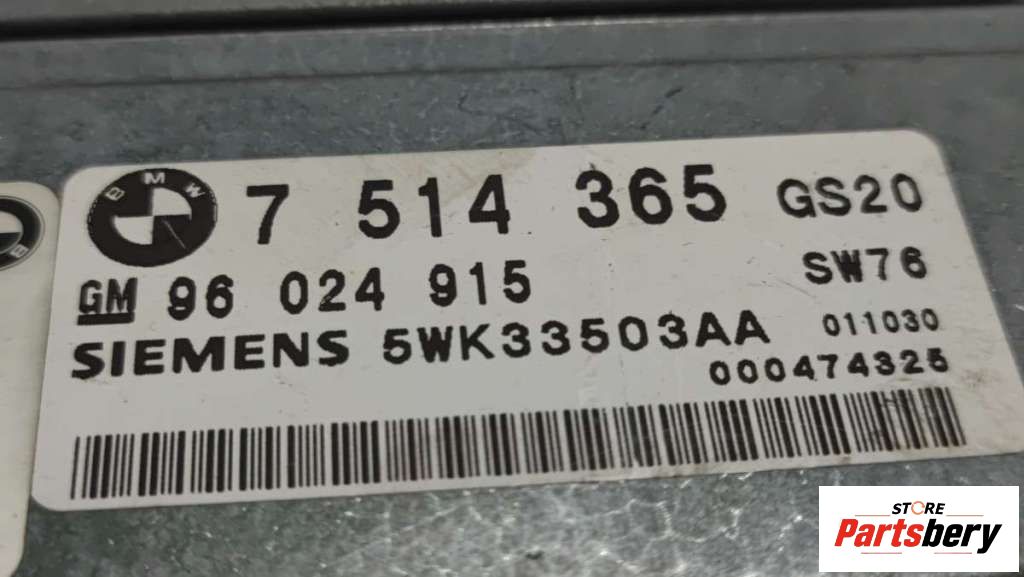 BMW 7 514 365 GS20
GM 96 024 915 SW76
SIEMENS 5WK33503AA 011030
000474325
B
STORE
Partsbery